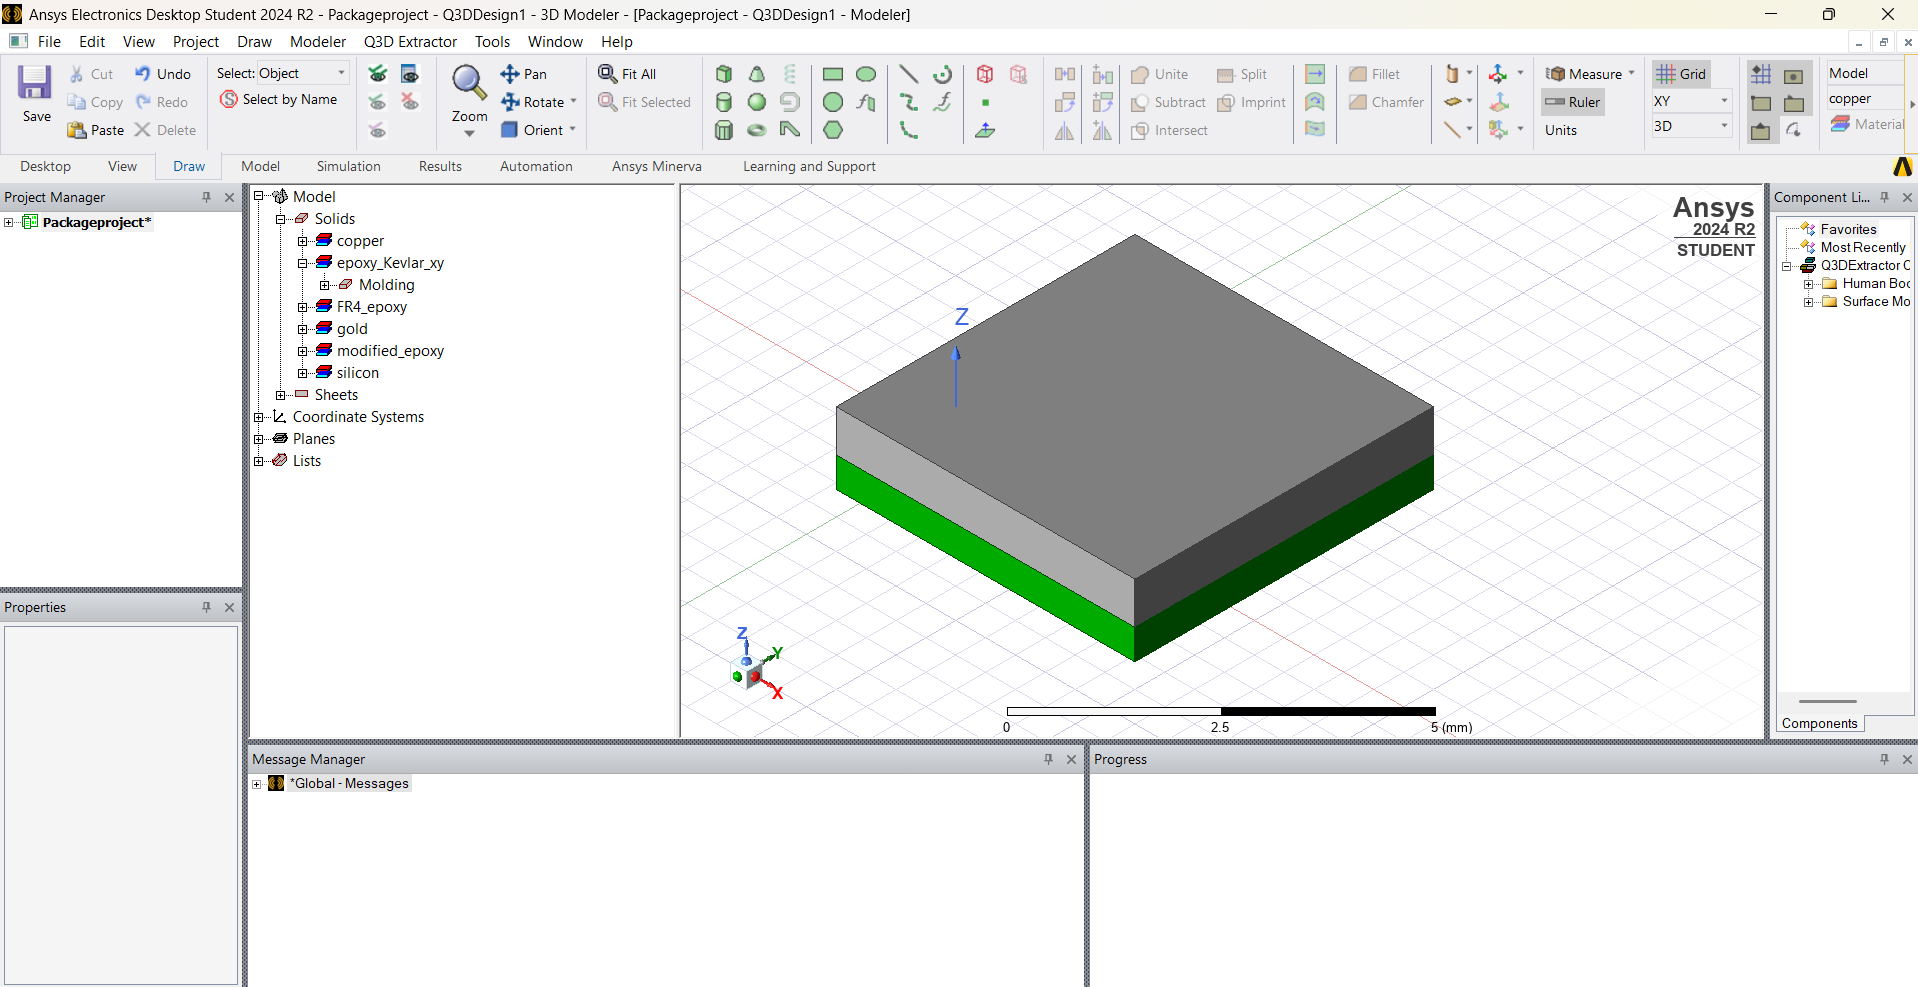 Ansys Electronics Desktop Student 2024 R2 - Packageproject - Q3DDesign1 - 3D Modeler - [Packageproject - Q3DDesign1 - Modeler]
File Edit View Project Draw Modeler Q3D Extractor Tools Window Help
Save
Cut
Copy
Paste
Undo
Redo
Delete
Select: Object
Select by Name
Zoom
Pan
Rotate
Orient
Fit All
Fit Selected
Unite
Subtract
Intersect
Split
Imprint
Fillet
Chamfer
Measure
Ruler
Units
Grid
XY
3D
Model
copper
Material
Desktop View Draw Model Simulation Results Automation Ansys Minerva Learning and Support
Project Manager
Packageproject*
Properties
Model
Solids
copper
epoxy_Kevlar_xy
Molding
FR4_epoxy
gold
modified_epoxy
silicon
Sheets
Coordinate Systems
Planes
Lists
Ansys
2024 R2
STUDENT
Z
Z
Y
X
0 2.5 5 (mm)
Component Li...
Favorites
Most Recently
Q3DExtractor C
Human Boc
Surface Mo
Components
Message Manager
*Global - Messages
Progress